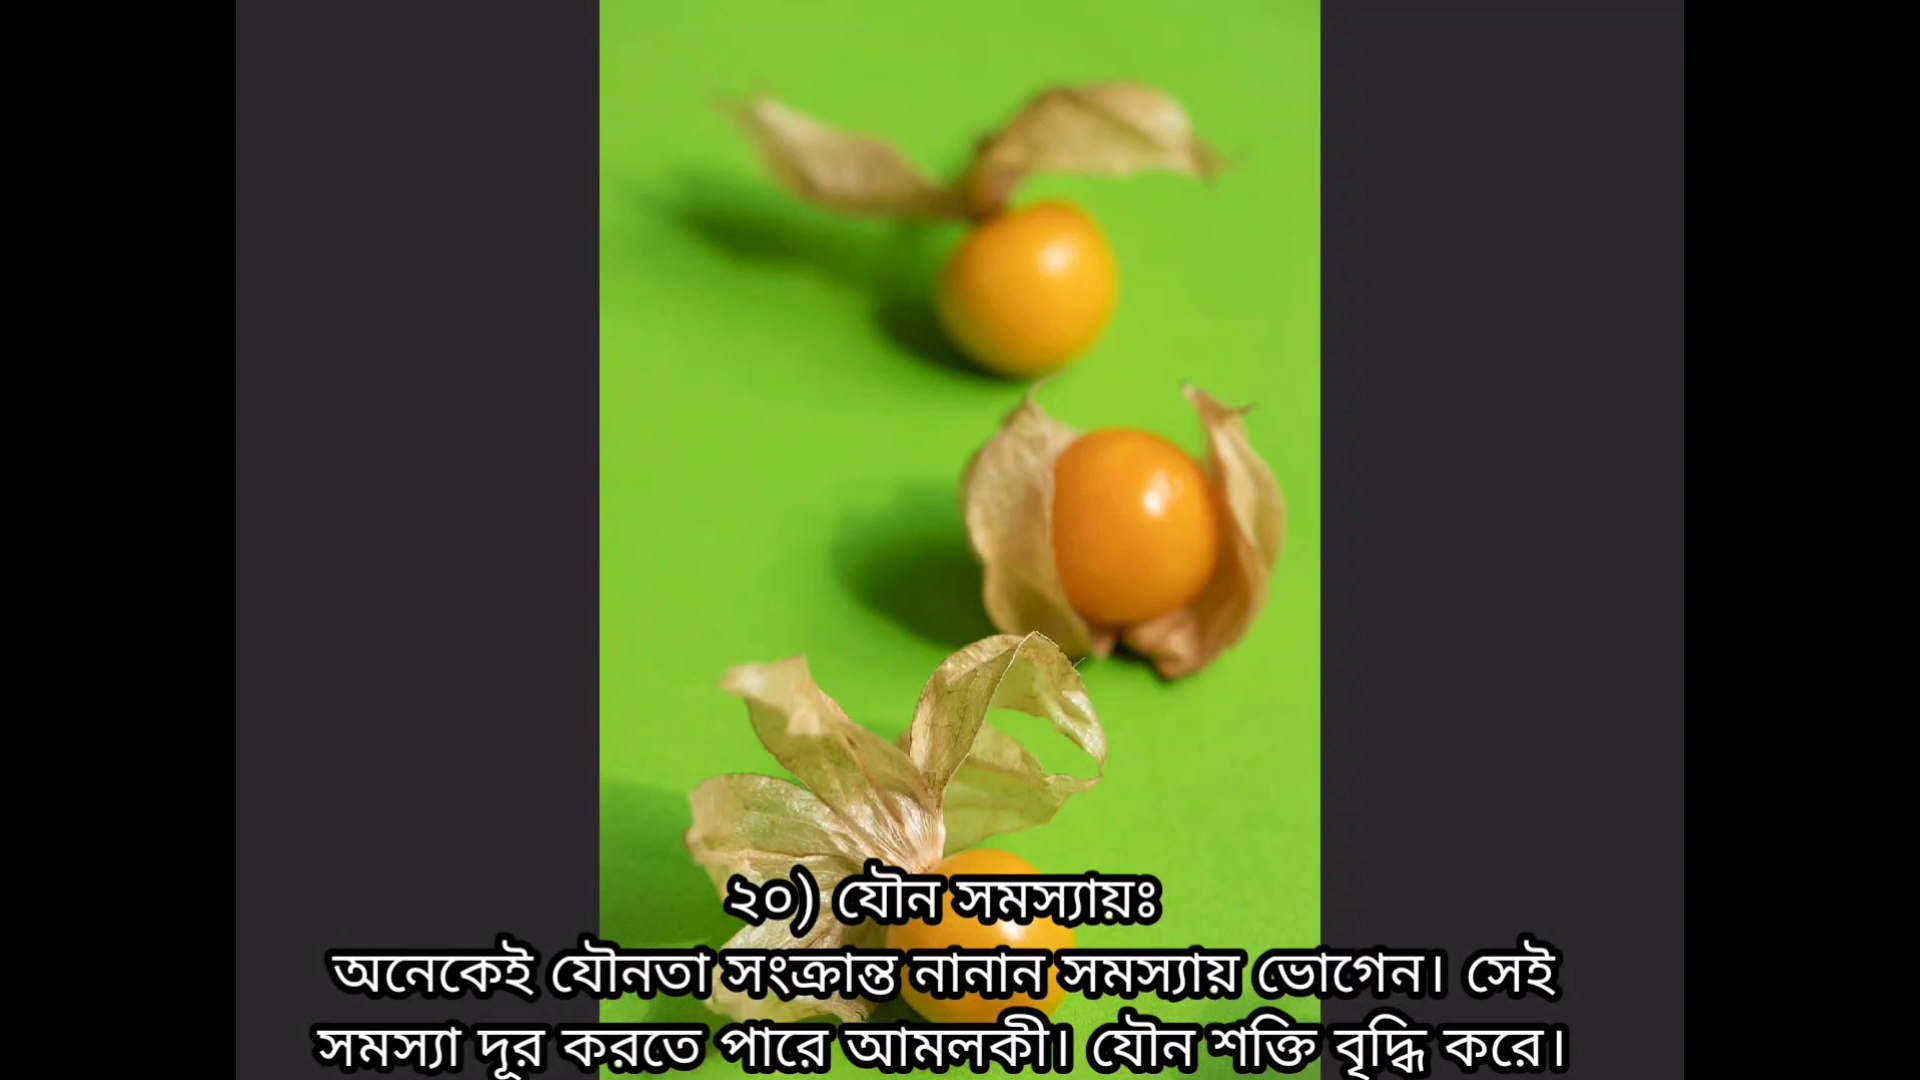 ২০) যৌন সমস্যায়ঃ
অনেকেই যৌনতা সংক্রান্ত নানান সমস্যায় ভোগেন। সেই
সমস্যা দূর করতে পারে আমলকী। যৌন শক্তি বৃদ্ধি করে।